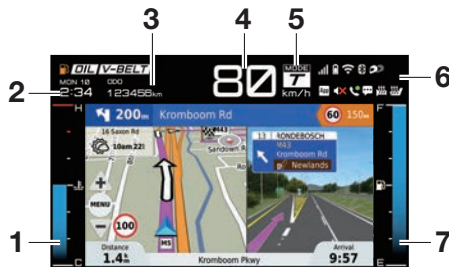 3
4
5
OIL V-BELT
MODE
T
80
km/h
6
MON 10
ODO
2
2:34
123456km
H
F
200m
Kromboom Rd
60
150m
16 Saxon Rd
10am 22!
M43
Sandown R
13
RONDEBOSCH
M43
Kromboom Rd
Newlands
MENU
100
M5
1
7
Distance
1.4
Kromboom Pkwy
Arrival
9:57
C
E